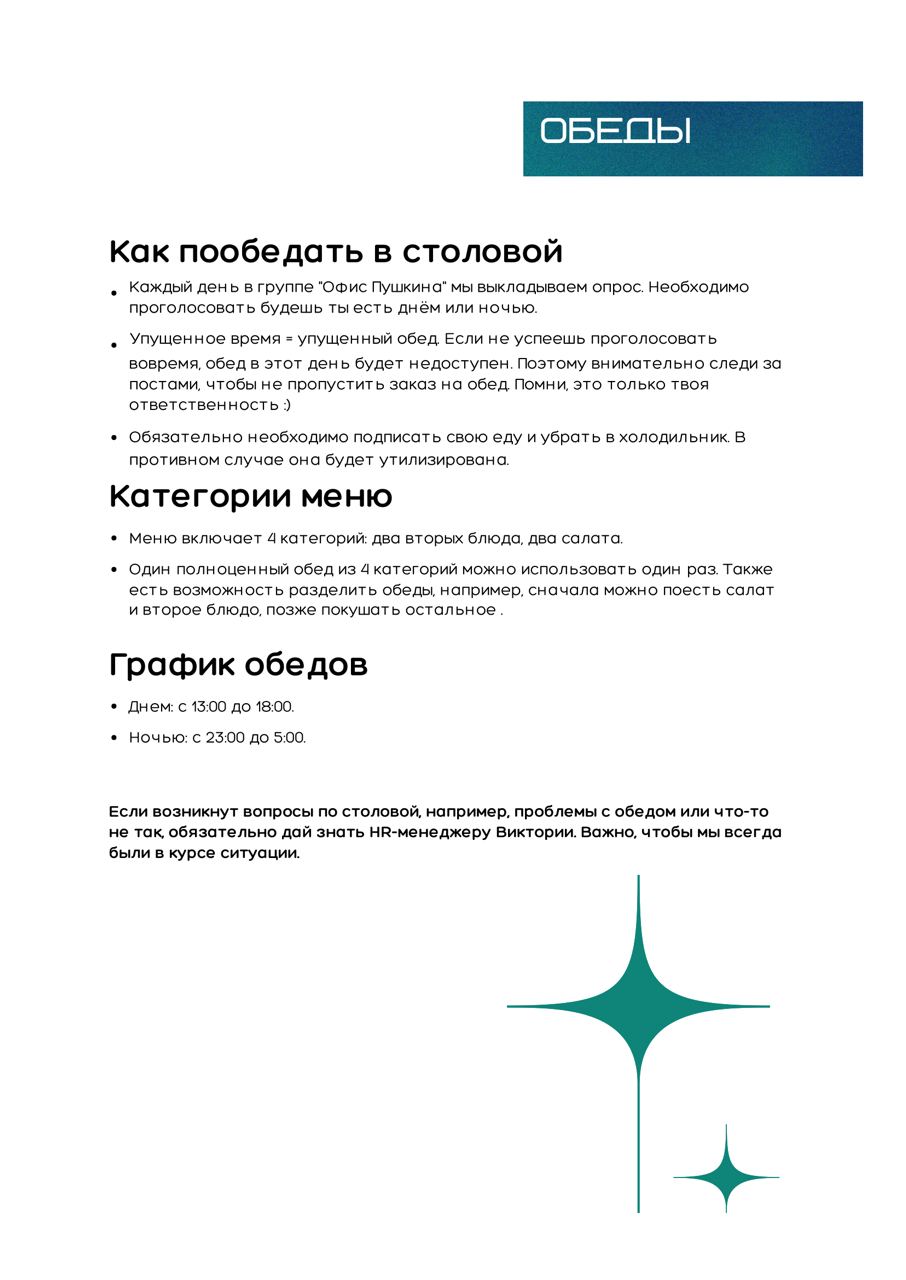 ОБЕДЫ
Как пообедать в столовой
• Каждый день в группе "Офис Пушкина" мы выкладываем опрос. Необходимо
проголосовать будешь ты есть днём или ночью.
• Упущенное время = упущенный обед. Если не успеешь проголосовать
вовремя, обед в этот день будет недоступен. Поэтому внимательно следи за
постами, чтобы не пропустить заказ на обед. Помни, это только твоя
ответственность :)
• Обязательно необходимо подписать свою еду и убрать в холодильник. В
противном случае она будет утилизирована.
Категории меню
• Меню включает 4 категорий: два вторых блюда, два салата.
• Один полноценный обед из 4 категорий можно использовать один раз. Также
есть возможность разделить обеды, например, сначала можно поесть салат
и второе блюдо, позже покушать остальное .
График обедов
• Днем: с 13:00 до 18:00.
• Ночью: с 23:00 до 5:00.
Если возникнут вопросы по столовой, например, проблемы с обедом или что-то
не так, обязательно дай знать HR-менеджеру Виктории. Важно, чтобы мы всегда
были в курсе ситуации.